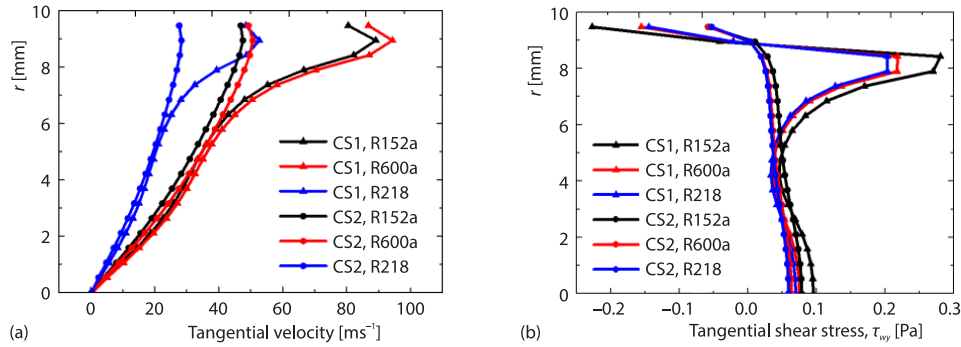 r [mm]
10
8
6
4
2
0
CS1, R152a
CS1, R600a
CS1, R218
CS2, R152a
CS2, R600a
CS2, R218
0 20 40 60 80 100
(a) Tangential velocity [ms⁻¹]
r [mm]
10
8
6
4
2
0
CS1, R152a
CS1, R600a
CS1, R218
CS2, R152a
CS2, R600a
CS2, R218
−0.2 −0.1 0.0 0.1 0.2 0.3
(b) Tangential shear stress, τwy [Pa]